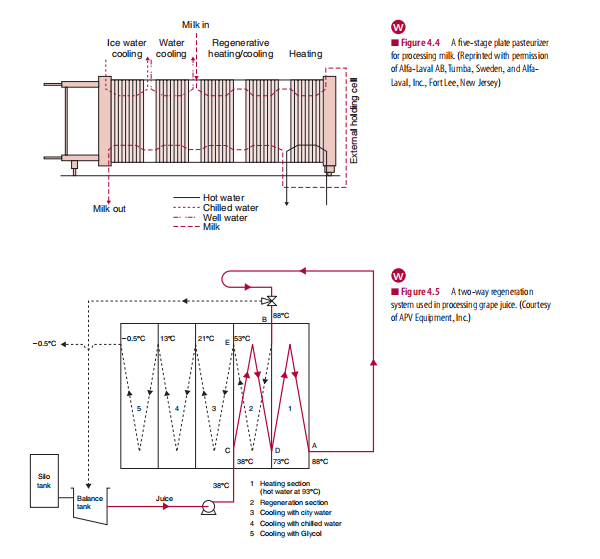 Milk in
Ice water
cooling
Water
cooling
Regenerative
heating/cooling
Heating
External holding cell
Milk out
Hot water
Chilled water
Well water
Milk
W
Figure 4.4 A five-stage plate pasteurizer
for processing milk. (Reprinted with permission
of Alfa-Laval AB, Tumba, Sweden, and Alfa-
Laval, Inc., Fort Lee, New Jersey)
W
Figure 4.5 A two-way regeneration
system used in processing grape juice. (Courtesy
of APV Equipment, Inc.)
B 88°C
−0.5°C
−0.5°C 13°C 21°C E 53°C
5 4 3 2 1
C D A
38°C 73°C 88°C
38°C
Silo
tank
Balance
tank
Juice
1 Heating section
(hot water at 93°C)
2 Regeneration section
3 Cooling with city water
4 Cooling with chilled water
5 Cooling with Glycol